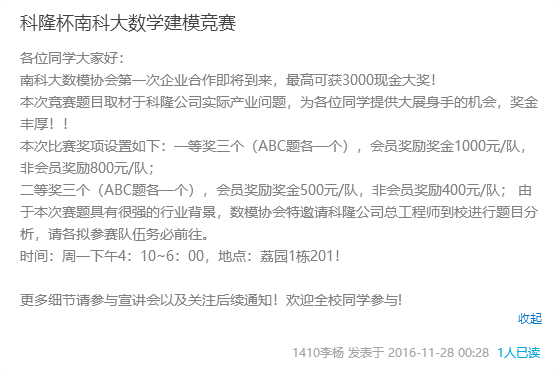 科隆杯南科大数学建模竞赛
各位同学大家好：
南科大数模协会第一次企业合作即将到来，最高可获3000现金大奖！
本次竞赛题目取材于科隆公司实际产业问题，为各位同学提供大展身手的机会，奖金
丰厚！！
本次比赛奖项设置如下：一等奖三个（ABC题各一个），会员奖励奖金1000元/队，
非会员奖励800元/队；
二等奖三个（ABC题各一个），会员奖励奖金500元/队，非会员奖励400元/队； 由
于本次赛题具有很强的行业背景，数模协会特邀请科隆公司总工程师到校进行题目分
析，请各拟参赛队伍务必前往。
时间：周一下午4：10~6：00，地点：荔园1栋201！
更多细节请参与宣讲会以及关注后续通知！欢迎全校同学参与!
收起
1410李杨 发表于 2016-11-28 00:28 1人已读